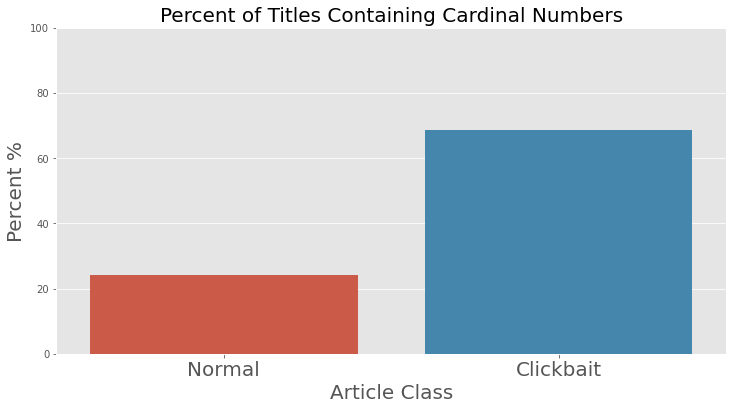 Percent of Titles Containing Cardinal Numbers
100
80
60
40
20
0
Percent %
Normal
Clickbait
Article Class